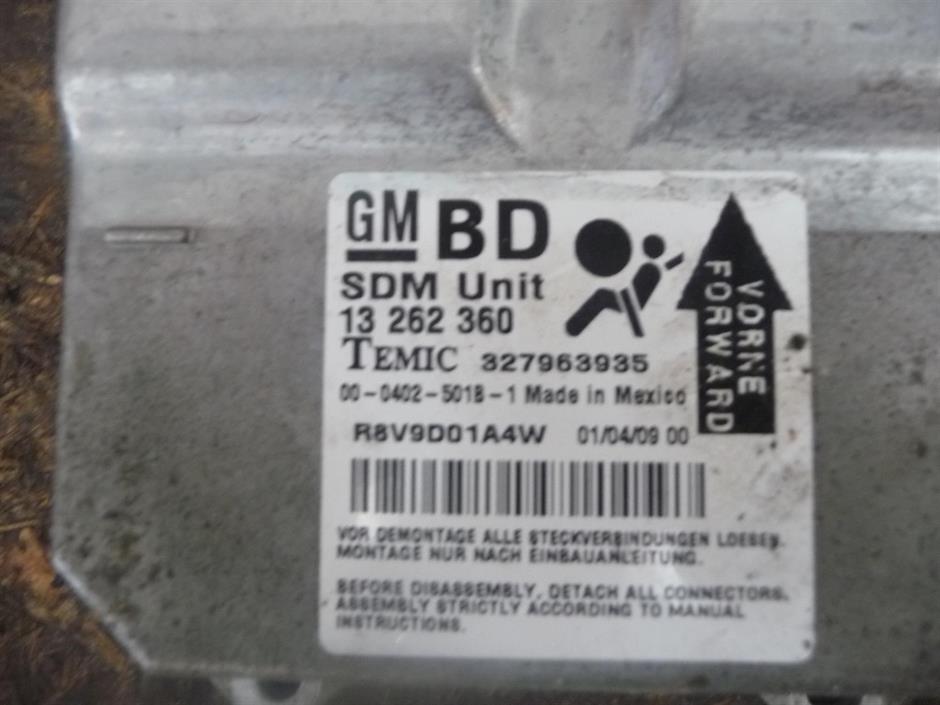 GM BD
SDM Unit
13 262 360
TEMIC 327963935
00-0402-501B-1 Made in Mexico
R8V9D01A4W 01/04/09 00
VORNE
FORWARD
VOR DEMONTAGE ALLE STECKVERBINDUNGEN LOESEN.
MONTAGE NUR NACH EINBAUANLEITUNG.
BEFORE DISASSEMBLY, DETACH ALL CONNECTORS.
ASSEMBLY STRICTLY ACCORDING TO MANUAL
INSTRUCTIONS.